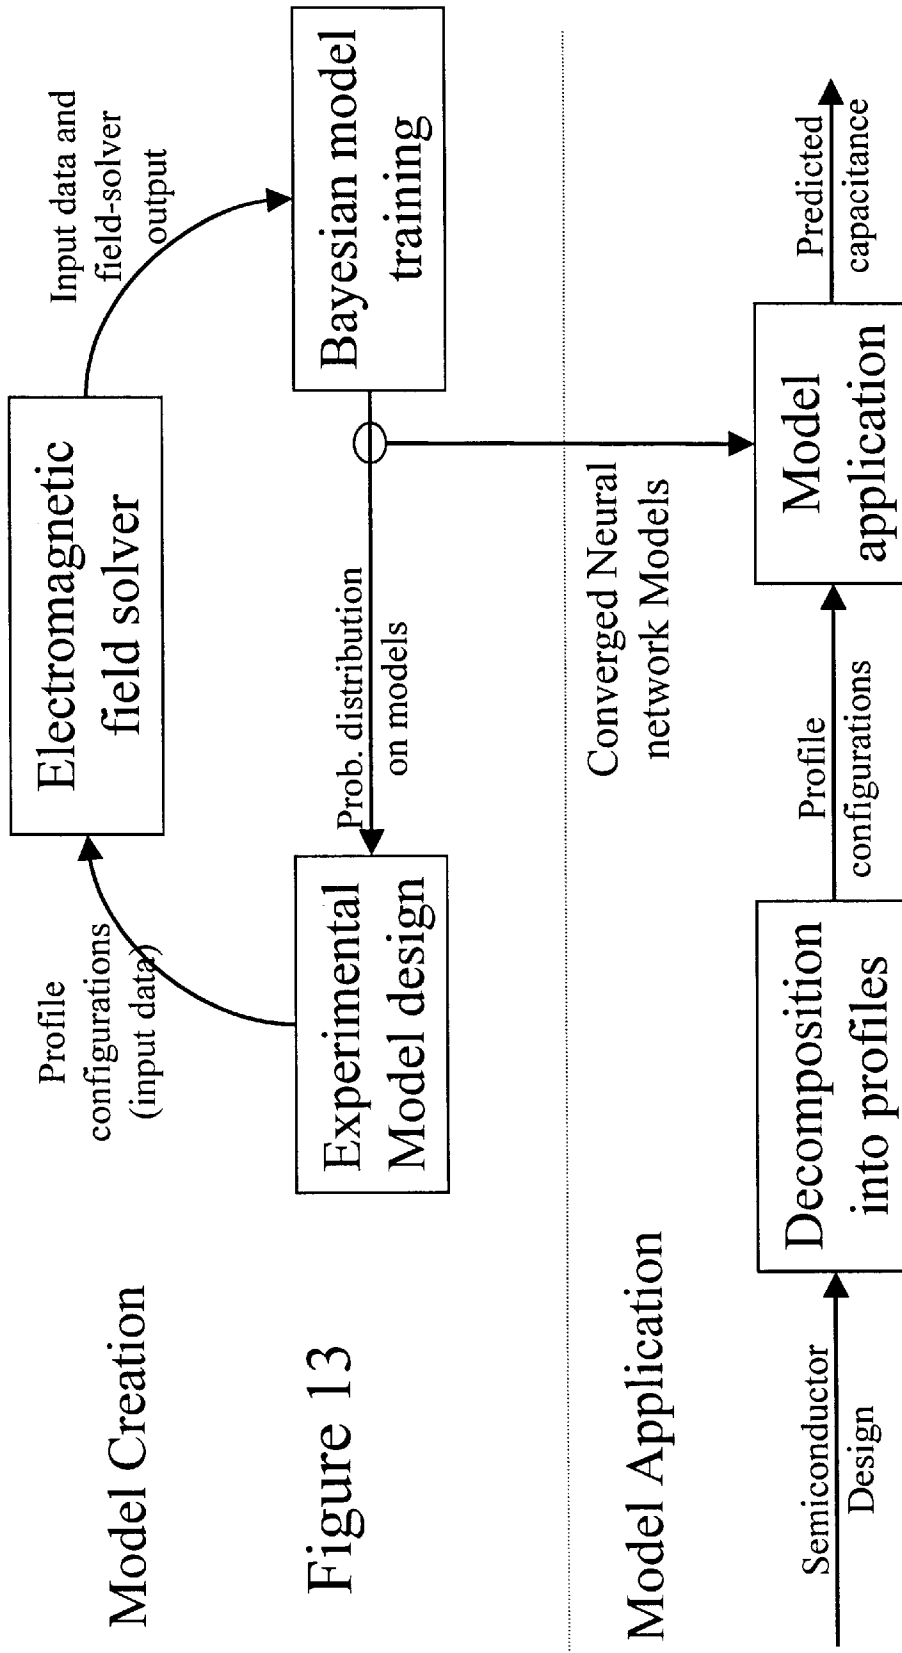 Model Creation
Figure 13
Profile
configurations
(input data)
Electromagnetic
field solver
Input data and
field-solver
output
Experimental
Model design
Prob. distribution
on models
Bayesian model
training
Model Application
Converged Neural
network Models
Semiconductor
Design
Decomposition
into profiles
Profile
configurations
Model
application
Predicted
capacitance